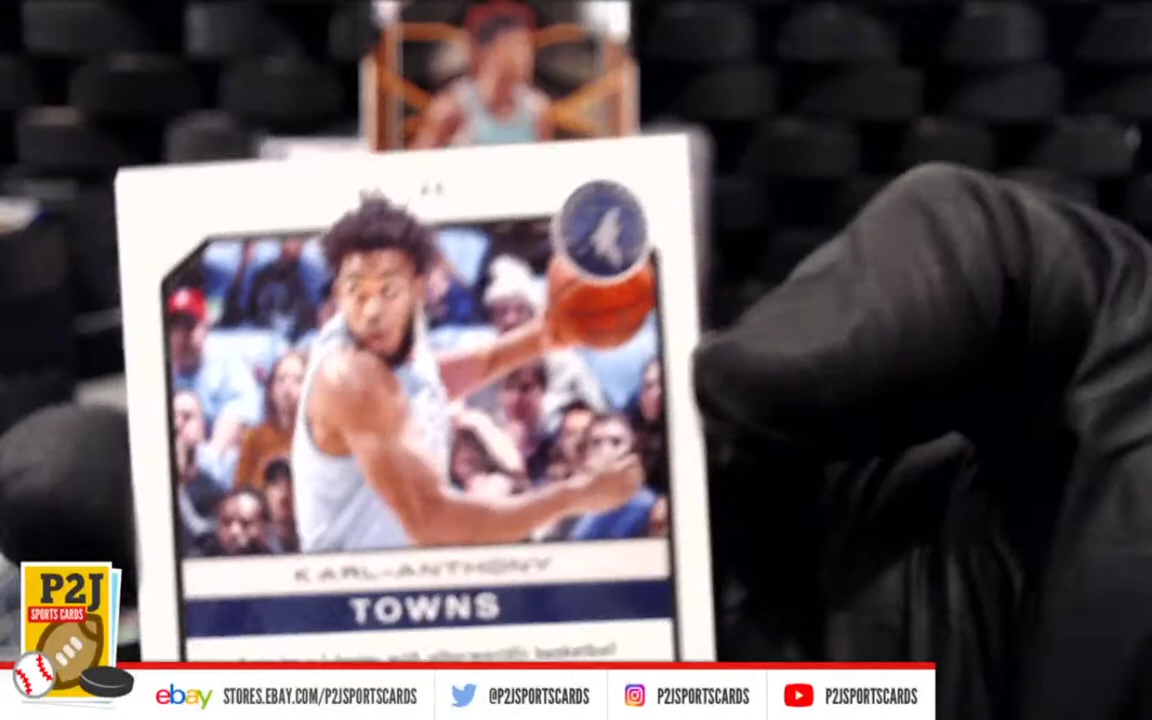 KARL-ANTHONY
TOWNS
P2J
SPORTS CARDS
ebay STORES.EBAY.COM/P2JSPORTSCARDS
@P2JSPORTSCARDS
P2JSPORTSCARDS
P2JSPORTSCARDS